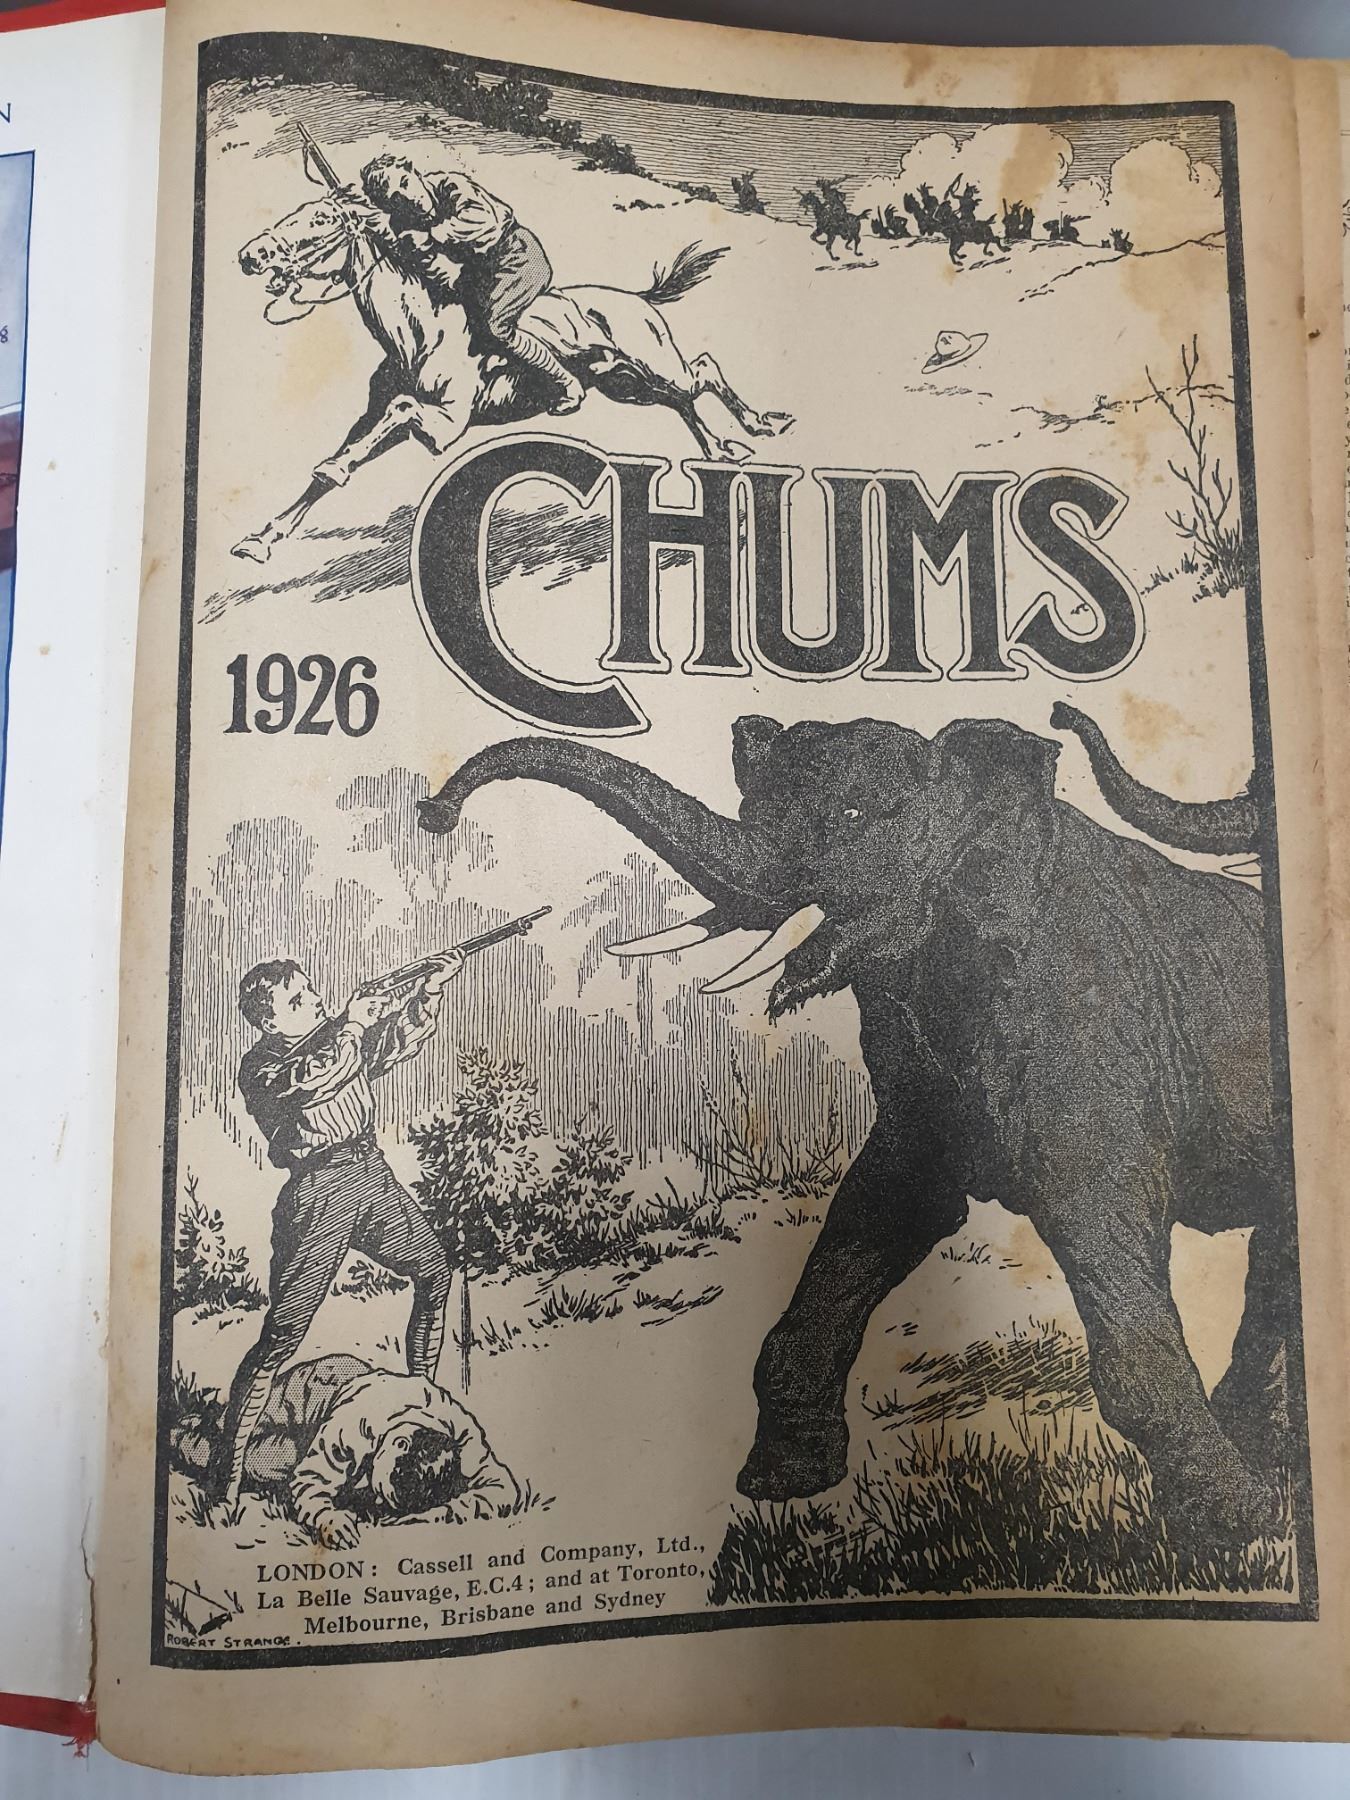 CHUMS
1926
LONDON: Cassell and Company, Ltd.,
La Belle Sauvage, E.C.4; and at Toronto,
Melbourne, Brisbane and Sydney
ROBERT STRANGE.
N